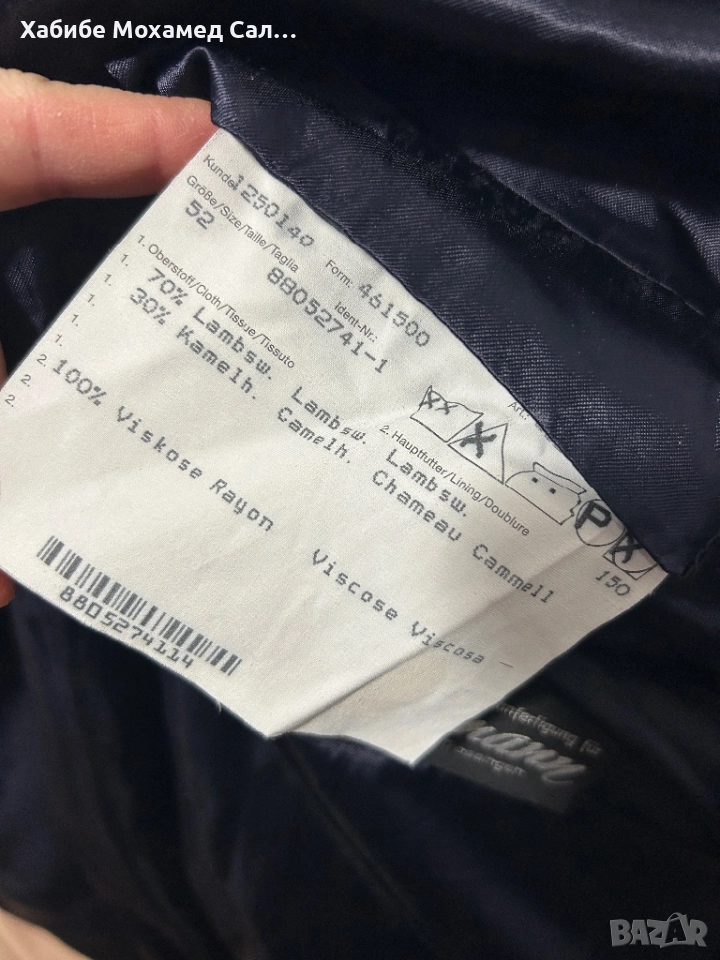 Хабибе Мохамед Сал...
Kunde: 1250140
Form: 461500
Art.:
Größe/Size/Taille/Taglia
Ident-Nr.:
52
88052741-1
150
1. Oberstoff/Cloth/Tissue/Tissuto
1. 70% Lambsw. Lambsw. Lambsw.
1. 30% Kamelh. Camelh. Chameau Cammell
1.
1.
2. Hauptfutter/Lining/Doublure
2. 100% Viskose Rayon Viscose Viscosa -
2.
2.
P
8805274114
BAZAR